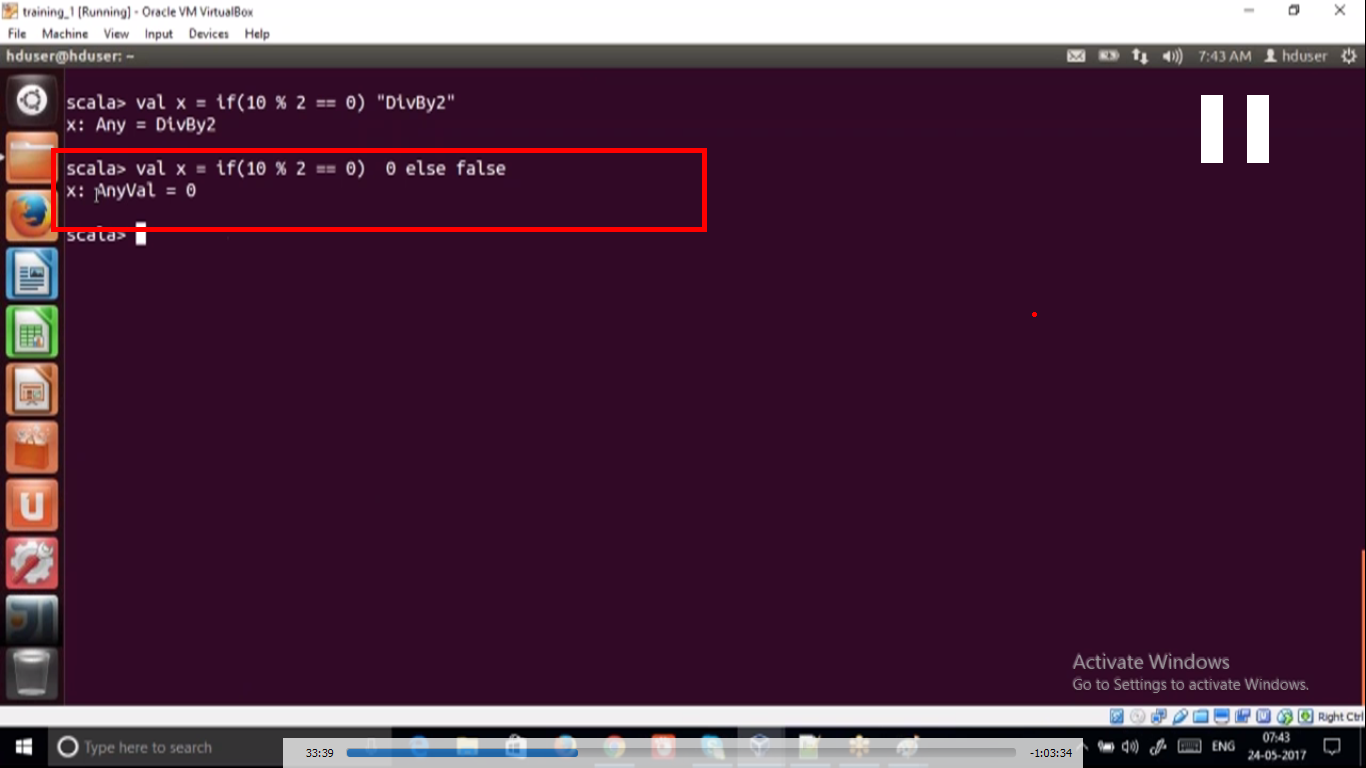 training_1 [Running] - Oracle VM VirtualBox
File Machine View Input Devices Help
hduser@hduser: ~ 7:43 AM hduser
scala> val x = if(10 % 2 == 0) "DivBy2"
x: Any = DivBy2
scala> val x = if(10 % 2 == 0)  0 else false
x: AnyVal = 0
scala>
Activate Windows
Go to Settings to activate Windows.
Right Ctrl
Type here to search
ENG
07:43
24-05-2017
33:39
-1:03:34